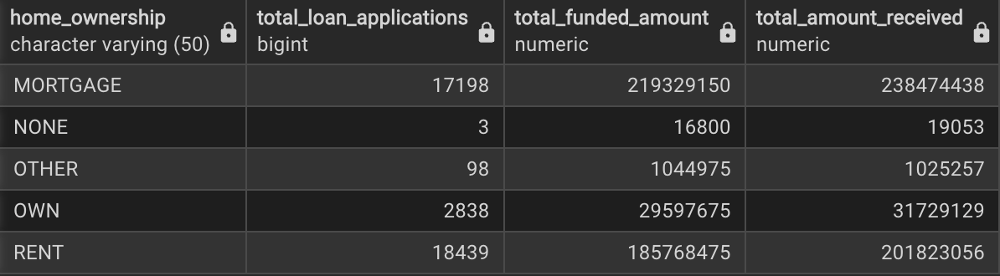 home_ownership total_loan_applications total_funded_amount total_amount_received
character varying (50) bigint numeric numeric
MORTGAGE 17198 219329150 238474438
NONE 3 16800 19053
OTHER 98 1044975 1025257
OWN 2838 29597675 31729129
RENT 18439 185768475 201823056